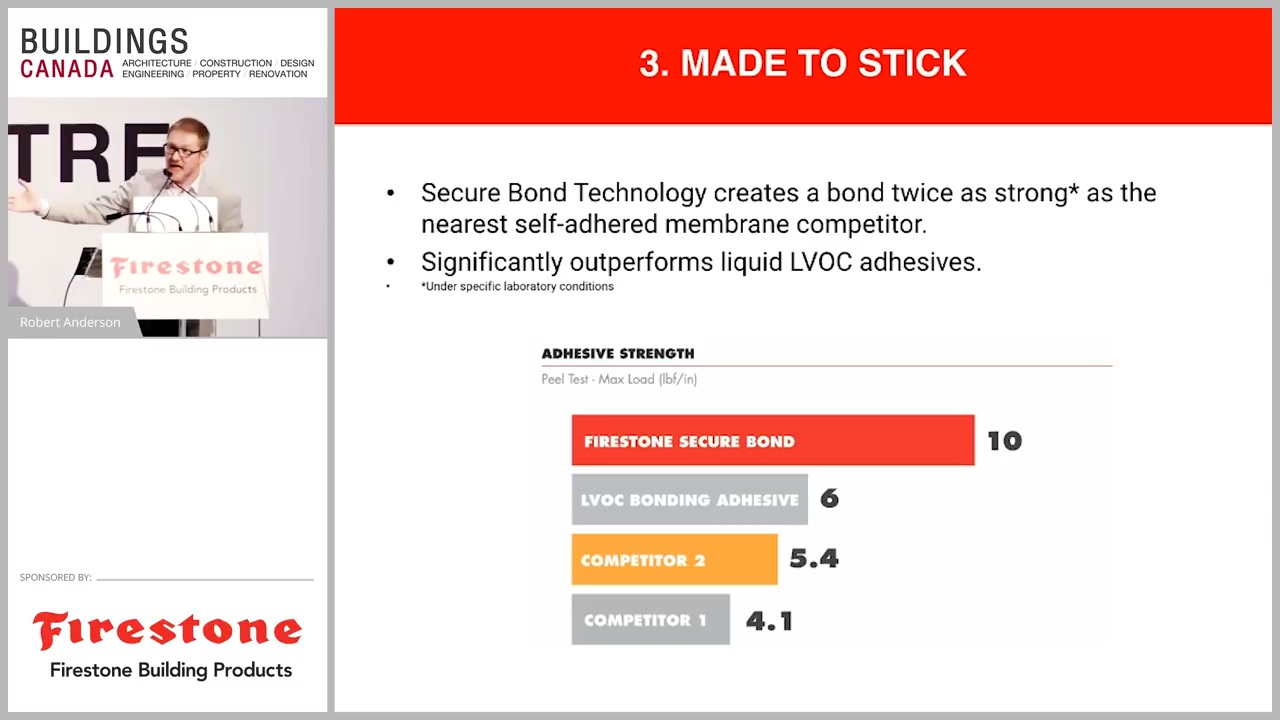 BUILDINGS
CANADA
ARCHITECTURE / CONSTRUCTION / DESIGN
ENGINEERING / PROPERTY / RENOVATION
TRE
Firestone
Firestone Building Products
Robert Anderson
SPONSORED BY:
Firestone
Firestone Building Products
3. MADE TO STICK
• Secure Bond Technology creates a bond twice as strong* as the
nearest self-adhered membrane competitor.
• Significantly outperforms liquid LVOC adhesives.
• *Under specific laboratory conditions
ADHESIVE STRENGTH
Peel Test - Max Load (lbf/in)
FIRESTONE SECURE BOND 10
LVOC BONDING ADHESIVE 6
COMPETITOR 2 5.4
COMPETITOR 1 4.1